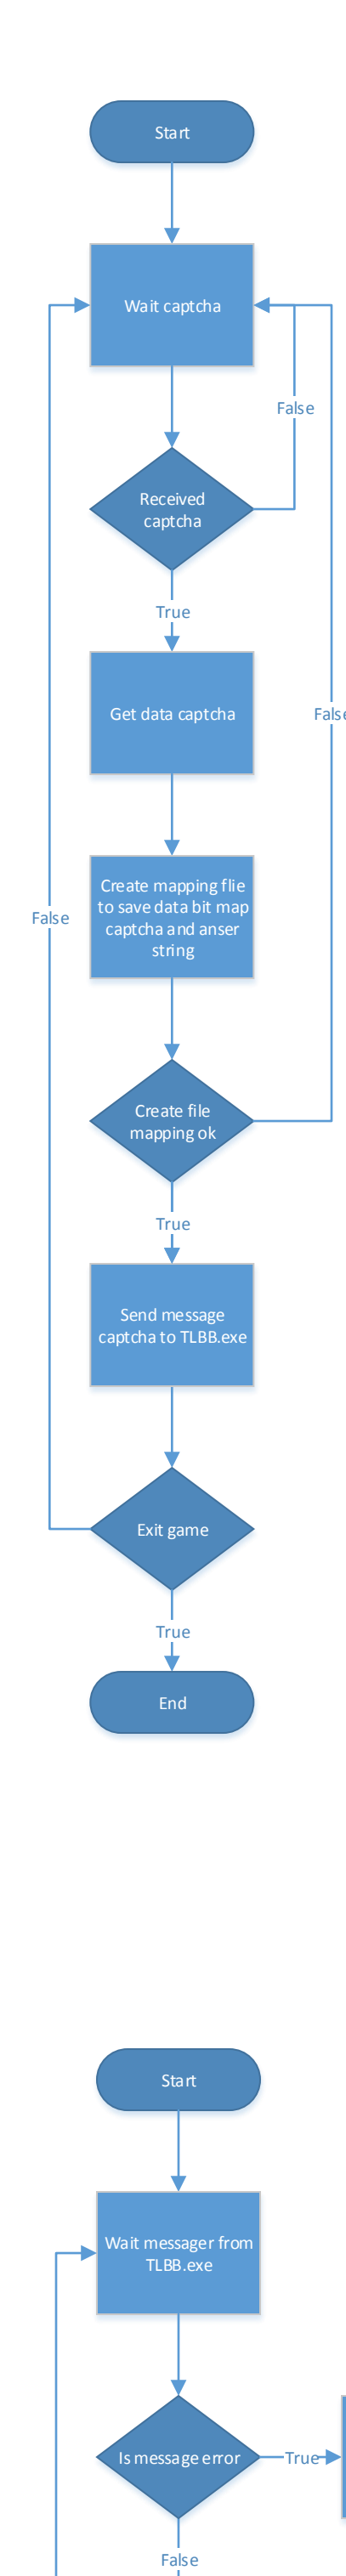 Start
Wait captcha
False
Received
captcha
True
Get data captcha
False
Create mapping flie
to save data bit map
captcha and anser
string
False
Create file
mapping ok
True
Send message
captcha to TLBB.exe
Exit game
True
End
Start
Wait messager from
TLBB.exe
Is message error
True
False